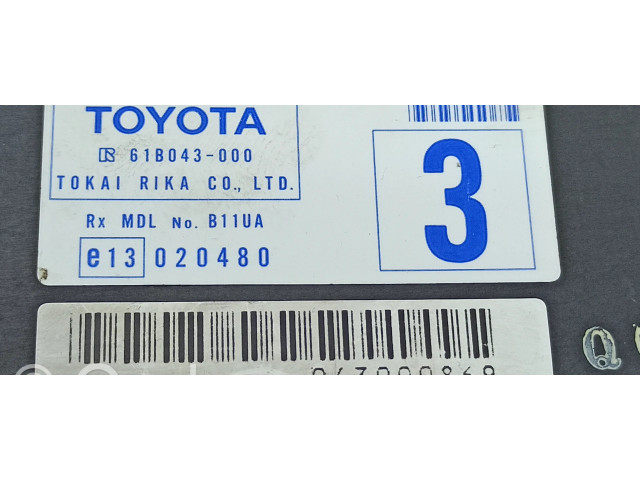 TOYOTA
61B043-000
TOKAI RIKA CO., LTD.
Rx MDL No. B11UA
e13 020480
3